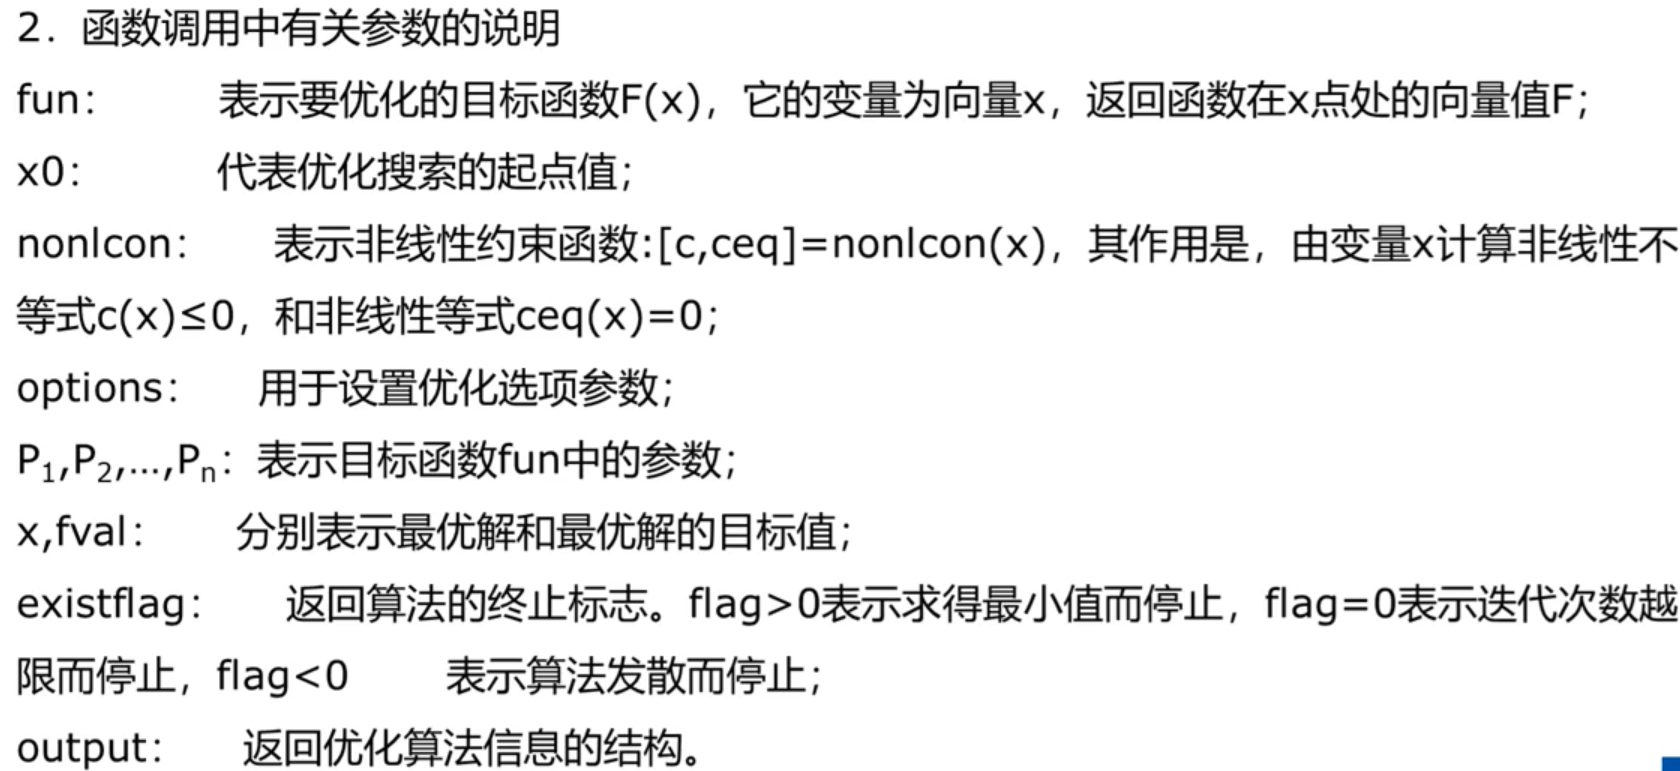 2. 函数调用中有关参数的说明
fun: 表示要优化的目标函数F(x)，它的变量为向量x，返回函数在x点处的向量值F；
x0: 代表优化搜索的起点值；
nonlcon: 表示非线性约束函数:[c,ceq]=nonlcon(x)，其作用是，由变量x计算非线性不
等式c(x)≤0，和非线性等式ceq(x)=0；
options: 用于设置优化选项参数；
P₁,P₂,...,Pₙ: 表示目标函数fun中的参数；
x,fval: 分别表示最优解和最优解的目标值；
existflag: 返回算法的终止标志。flag>0表示求得最小值而停止，flag=0表示迭代次数越
限而停止，flag<0 表示算法发散而停止；
output: 返回优化算法信息的结构。